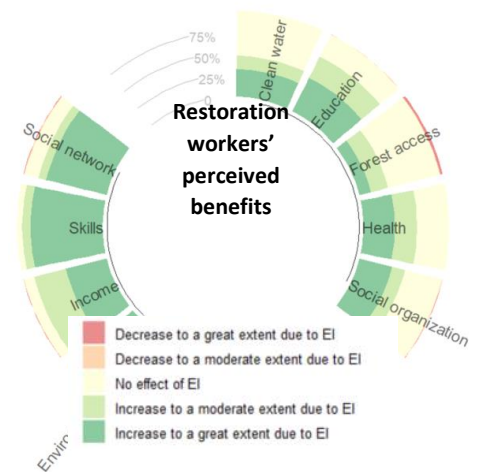 75%
50%
25%
0
Restoration
workers'
perceived
benefits
Clean water
Education
Forest access
Health
Social organization
Social network
Skills
Income
Enviro
Decrease to a great extent due to EI
Decrease to a moderate extent due to EI
No effect of EI
Increase to a moderate extent due to EI
Increase to a great extent due to EI